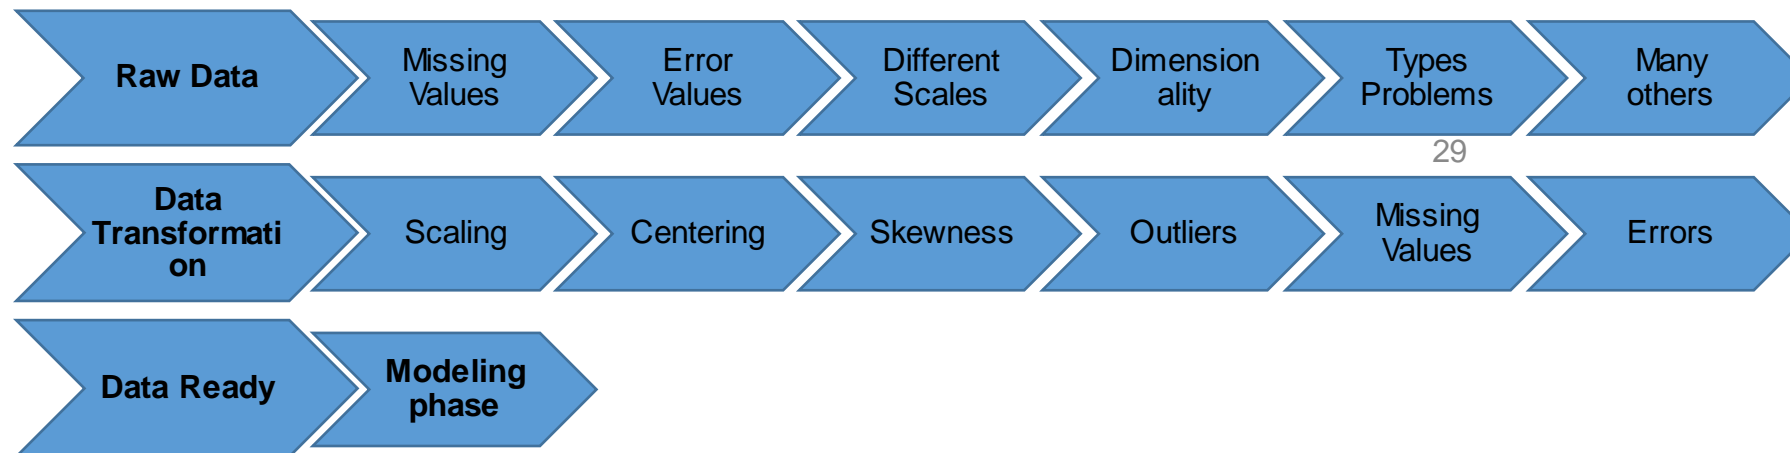 Raw Data
Missing
Values
Error
Values
Different
Scales
Dimension
ality
Types
Problems
Many
others
29
Data
Transformati
on
Scaling
Centering
Skewness
Outliers
Missing
Values
Errors
Data Ready
Modeling
phase